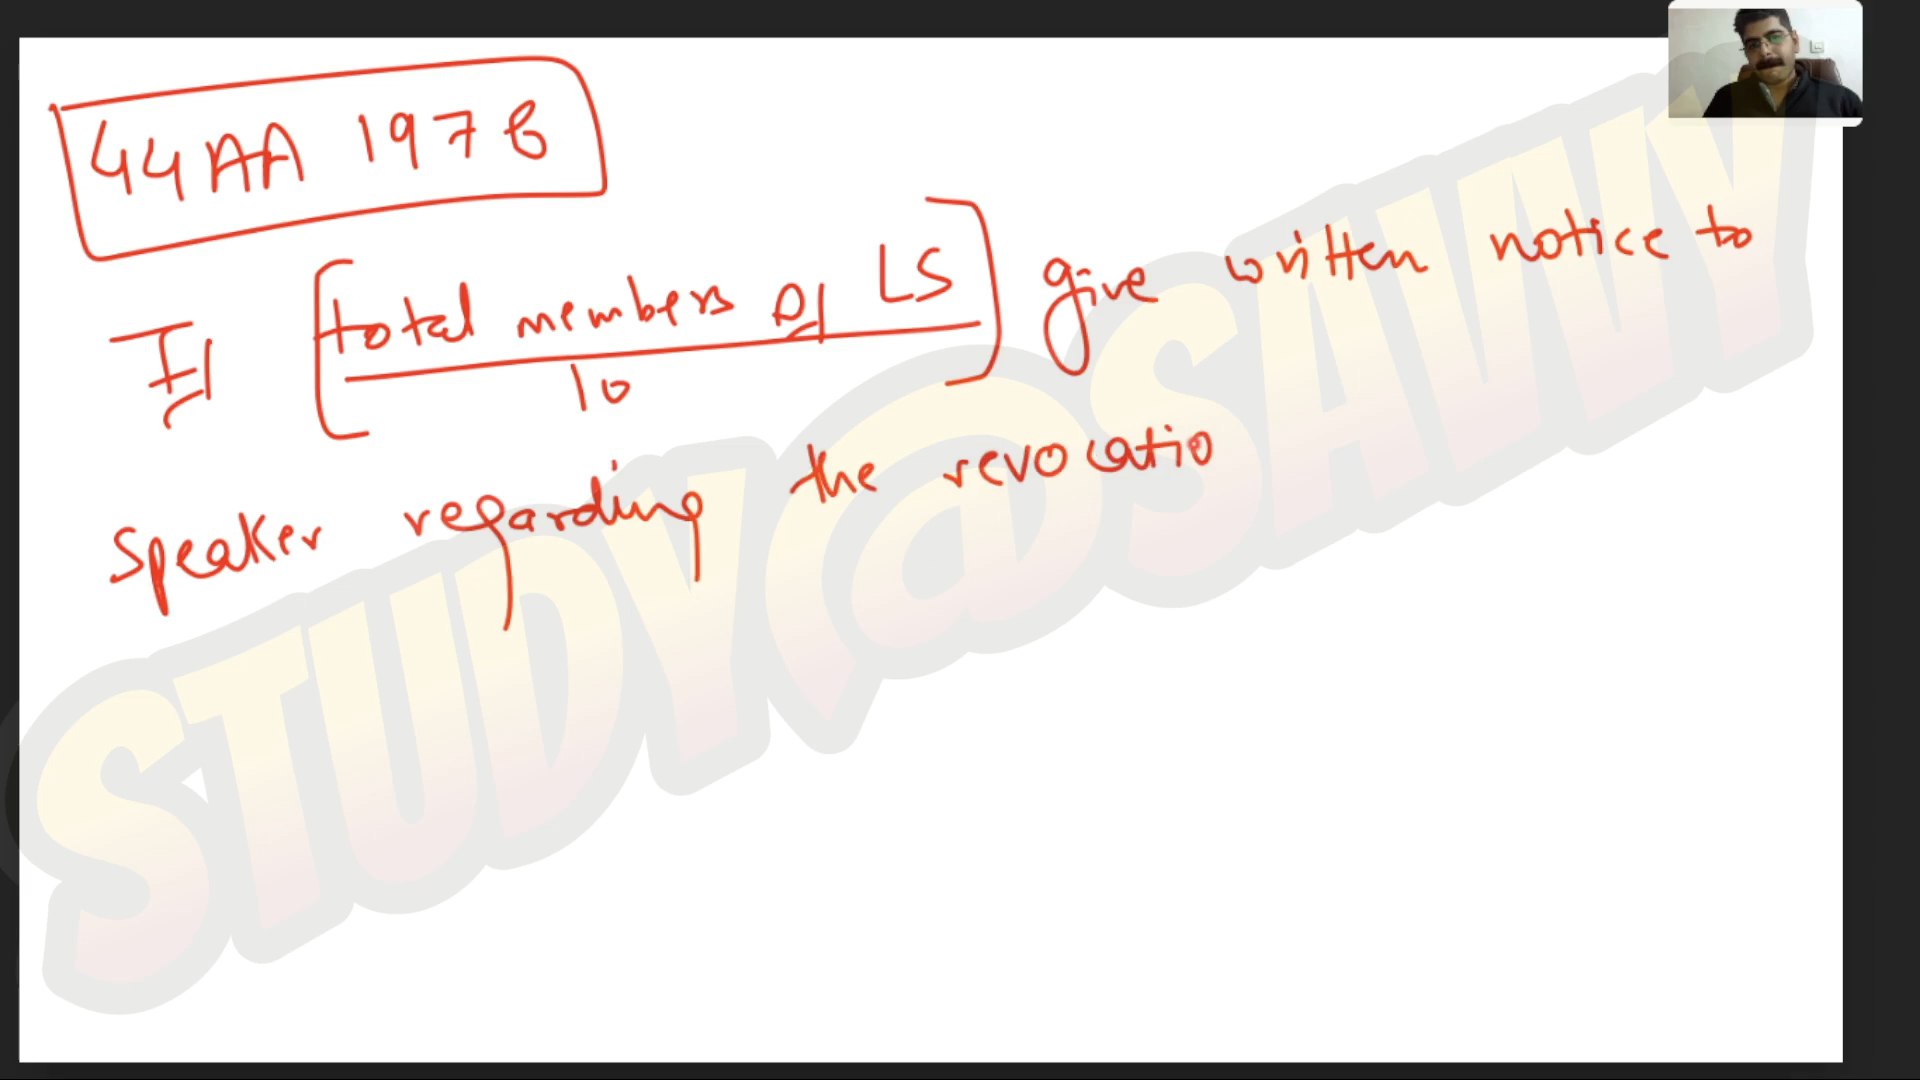 44AA 1978
If [total members of LS] give written notice to
10
Speaker regarding the revocatio
STUDY@SAVVY